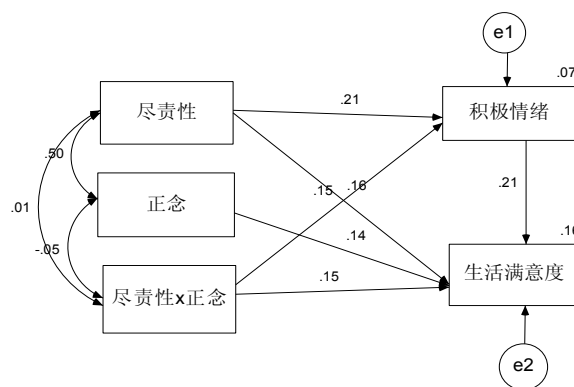 e1
.07
尽责性
.21
积极情绪
.50
.15
.16
.21
.01
正念
-.05
.14
.16
尽责性x正念
.15
生活满意度
e2